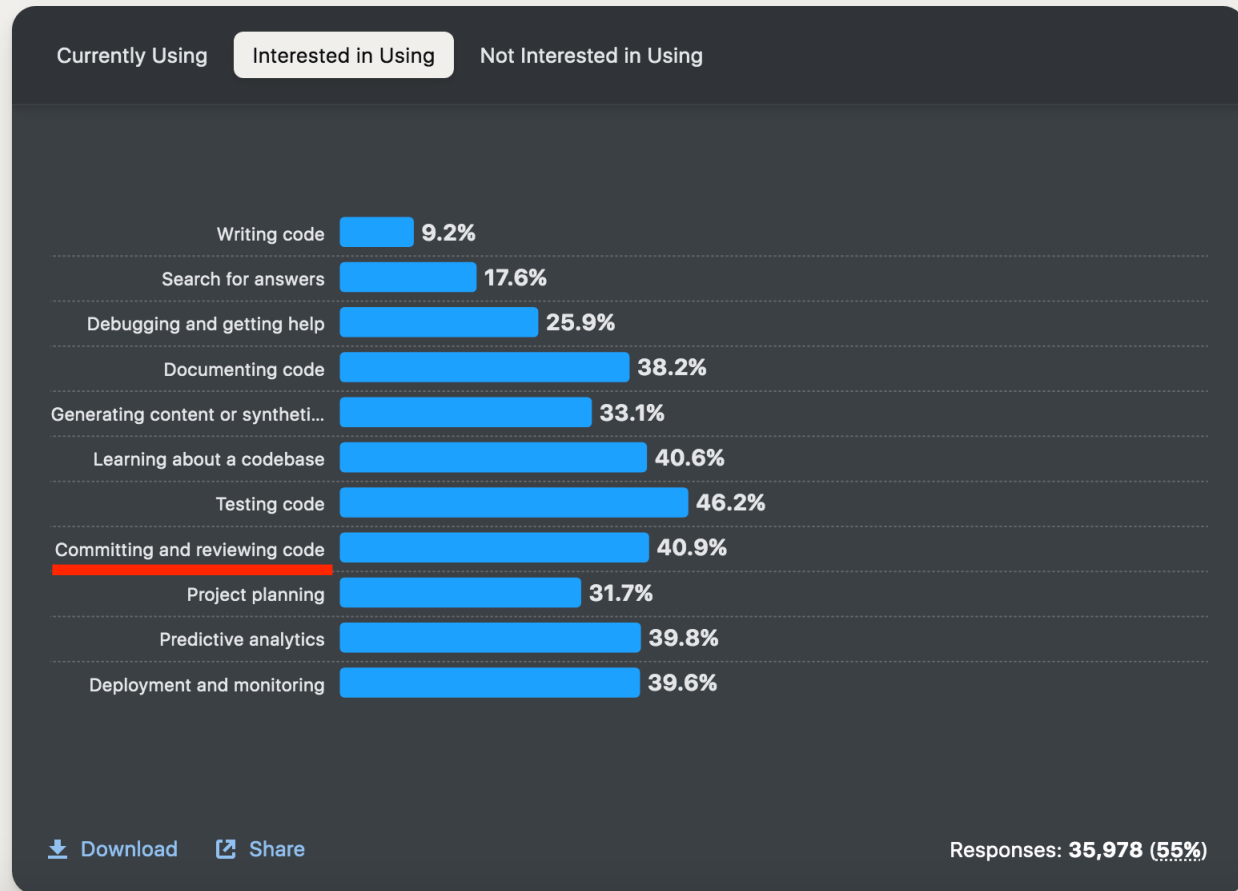 Currently Using Interested in Using Not Interested in Using
Writing code 9.2%
Search for answers 17.6%
Debugging and getting help 25.9%
Documenting code 38.2%
Generating content or syntheti... 33.1%
Learning about a codebase 40.6%
Testing code 46.2%
Committing and reviewing code 40.9%
Project planning 31.7%
Predictive analytics 39.8%
Deployment and monitoring 39.6%
Download Share Responses: 35,978 (55%)